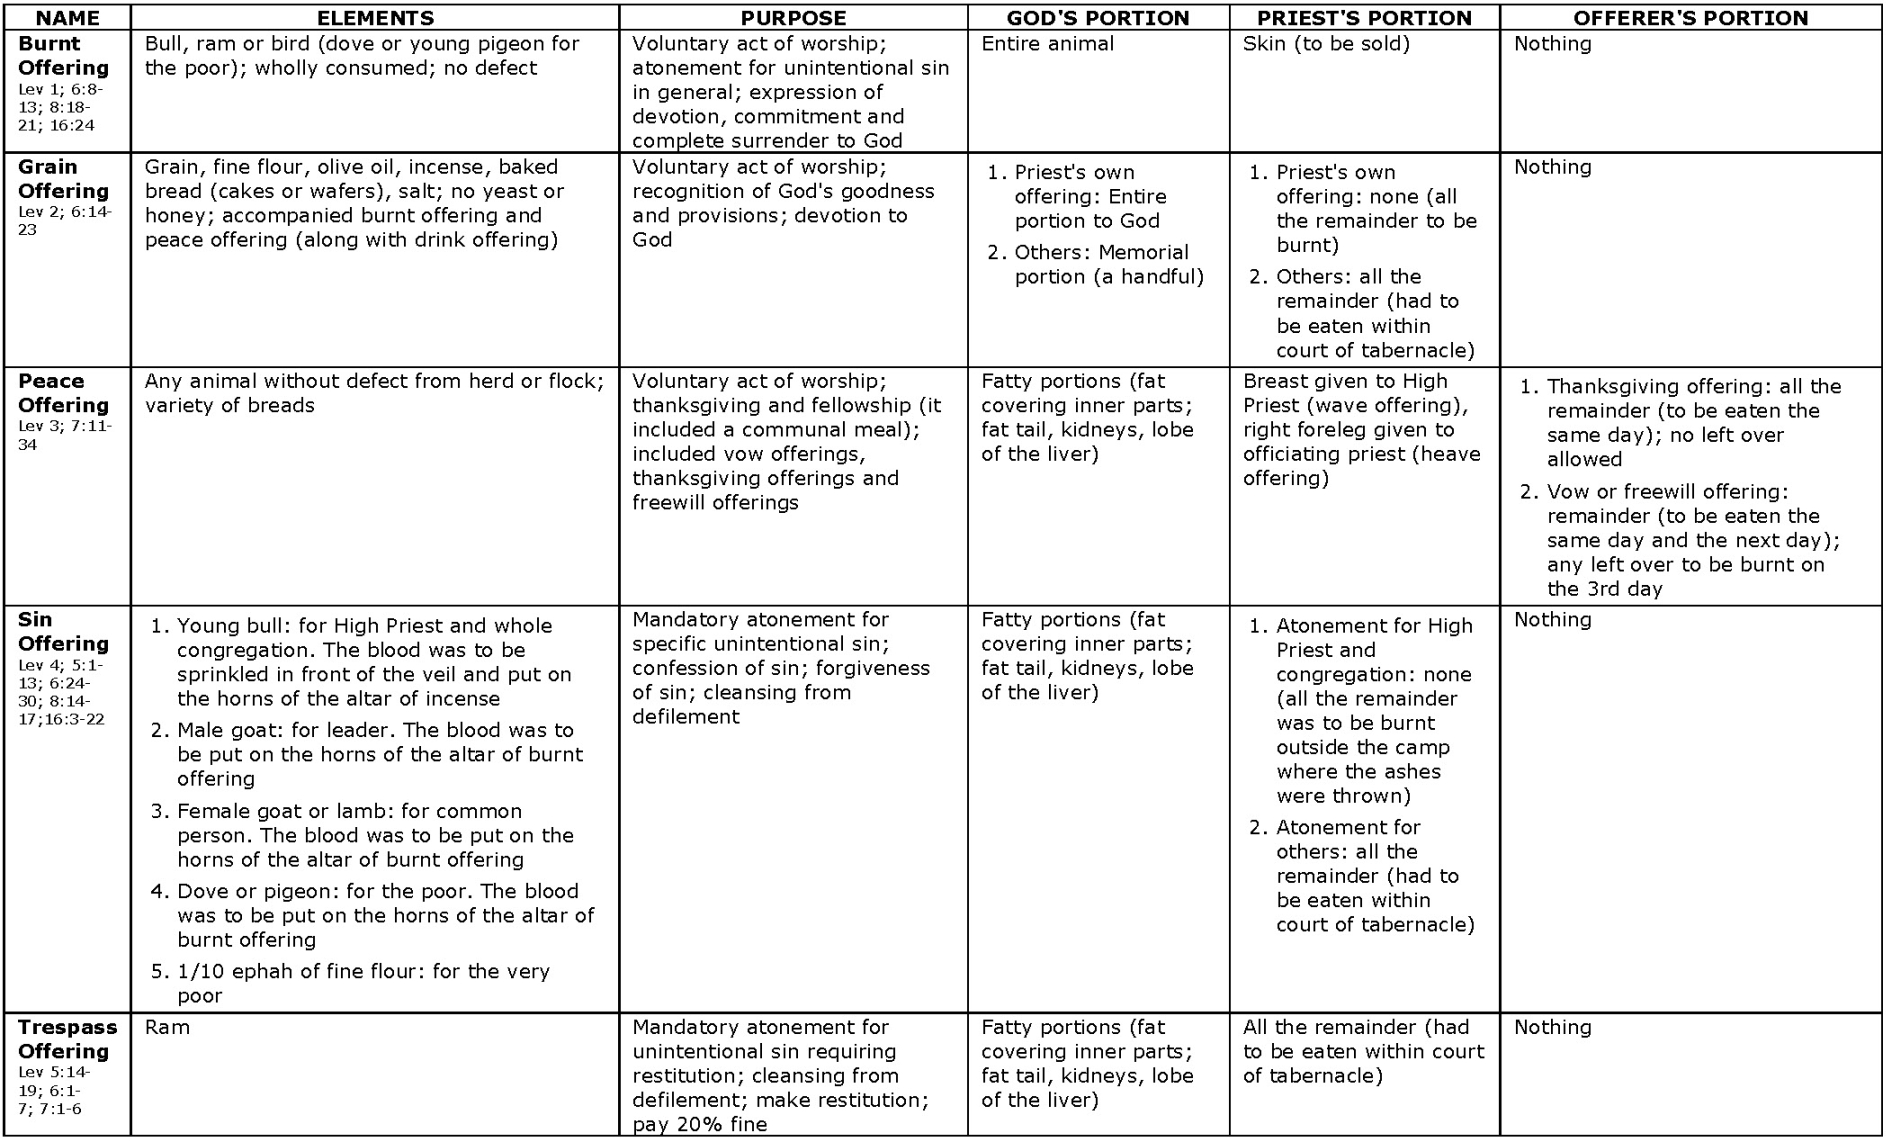 NAME
ELEMENTS
PURPOSE
GOD'S PORTION
PRIEST'S PORTION
OFFERER'S PORTION
Burnt
Offering
Lev 1; 6:8-
13; 8:18-
21; 16:24
Bull, ram or bird (dove or young pigeon for
the poor); wholly consumed; no defect
Voluntary act of worship;
atonement for unintentional sin
in general; expression of
devotion, commitment and
complete surrender to God
Entire animal
Skin (to be sold)
Nothing
Grain
Offering
Lev 2; 6:14-
23
Grain, fine flour, olive oil, incense, baked
bread (cakes or wafers), salt; no yeast or
honey; accompanied burnt offering and
peace offering (along with drink offering)
Voluntary act of worship;
recognition of God's goodness
and provisions; devotion to
God
1. Priest's own
offering: Entire
portion to God
2. Others: Memorial
portion (a handful)
1. Priest's own
offering: none (all
the remainder to be
burnt)
2. Others: all the
remainder (had to
be eaten within
court of tabernacle)
Nothing
Peace
Offering
Lev 3; 7:11-
34
Any animal without defect from herd or flock;
variety of breads
Voluntary act of worship;
thanksgiving and fellowship (it
included a communal meal);
included vow offerings,
thanksgiving offerings and
freewill offerings
Fatty portions (fat
covering inner parts;
fat tail, kidneys, lobe
of the liver)
Breast given to High
Priest (wave offering),
right foreleg given to
officiating priest (heave
offering)
1. Thanksgiving offering: all the
remainder (to be eaten the
same day); no left over
allowed
2. Vow or freewill offering:
remainder (to be eaten the
same day and the next day);
any left over to be burnt on
the 3rd day
Sin
Offering
Lev 4; 5:1-
13; 6:24-
30; 8:14-
17;16:3-22
1. Young bull: for High Priest and whole
congregation. The blood was to be
sprinkled in front of the veil and put on
the horns of the altar of incense
2. Male goat: for leader. The blood was to
be put on the horns of the altar of burnt
offering
3. Female goat or lamb: for common
person. The blood was to be put on the
horns of the altar of burnt offering
4. Dove or pigeon: for the poor. The blood
was to be put on the horns of the altar of
burnt offering
5. 1/10 ephah of fine flour: for the very
poor
Mandatory atonement for
specific unintentional sin;
confession of sin; forgiveness
of sin; cleansing from
defilement
Fatty portions (fat
covering inner parts;
fat tail, kidneys, lobe
of the liver)
1. Atonement for High
Priest and
congregation: none
(all the remainder
was to be burnt
outside the camp
where the ashes
were thrown)
2. Atonement for
others: all the
remainder (had to
be eaten within
court of tabernacle)
Nothing
Trespass
Offering
Lev 5:14-
19; 6:1-
7; 7:1-6
Ram
Mandatory atonement for
unintentional sin requiring
restitution; cleansing from
defilement; make restitution;
pay 20% fine
Fatty portions (fat
covering inner parts;
fat tail, kidneys, lobe
of the liver)
All the remainder (had
to be eaten within court
of tabernacle)
Nothing